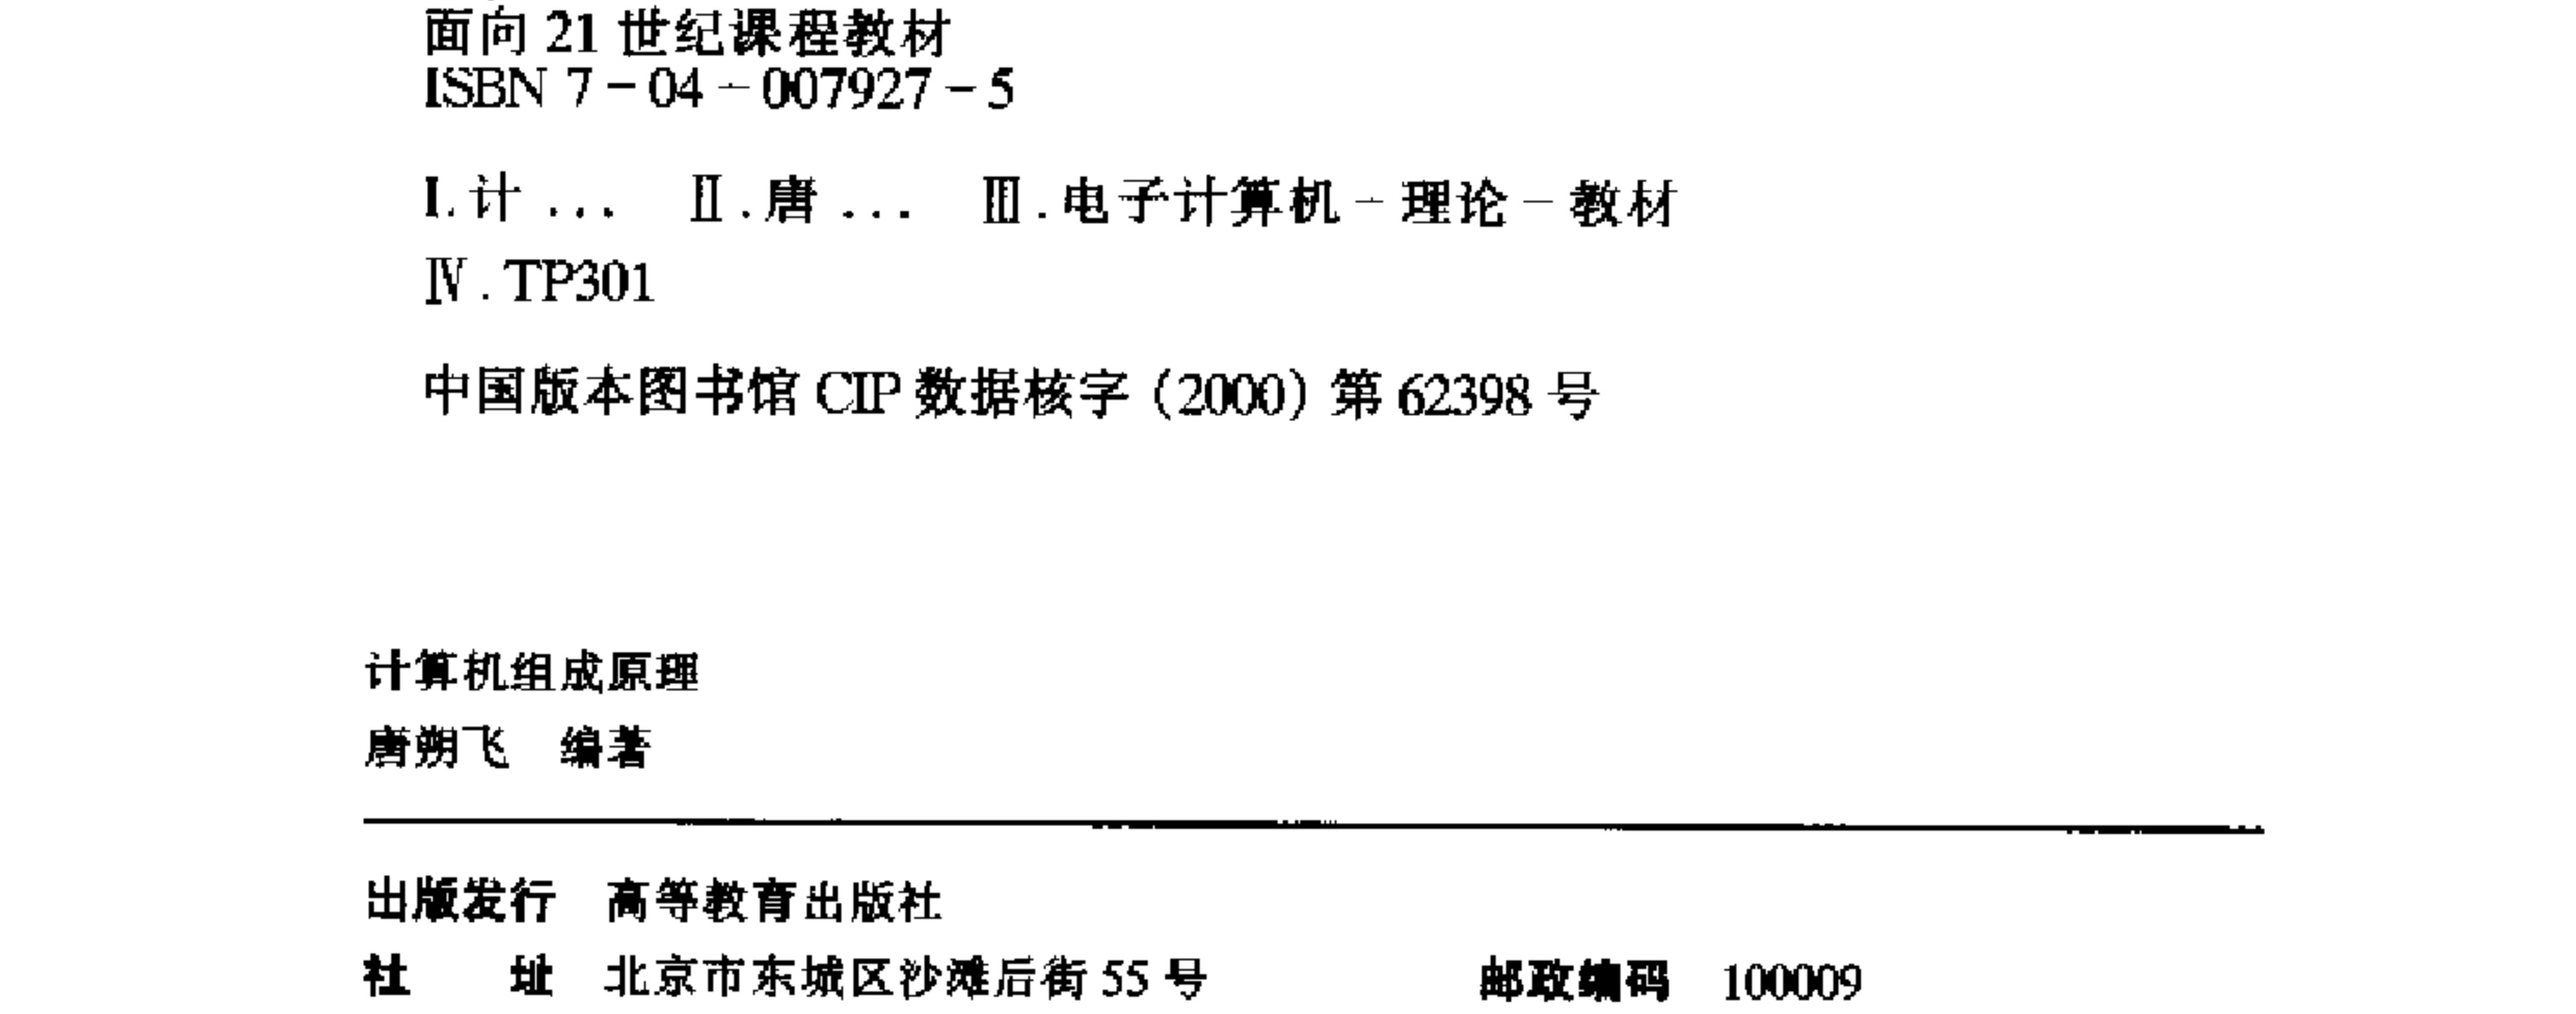 面向 21 世纪课程教材
ISBN 7-04-007927-5
Ⅰ.计... Ⅱ.唐... Ⅲ.电子计算机-理论-教材
Ⅳ.TP301
中国版本图书馆 CIP 数据核字 (2000) 第 62398 号
计算机组成原理
唐朔飞 编著
出版发行 高等教育出版社
社 址 北京市东城区沙滩后街 55 号 邮政编码 100009